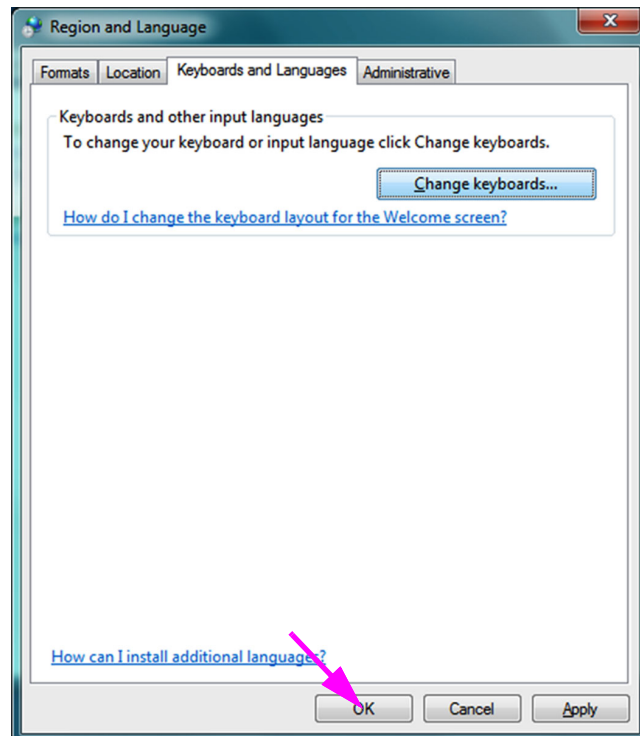 Region and Language
Formats Location Keyboards and Languages Administrative
Keyboards and other input languages
To change your keyboard or input language click Change keyboards.
Change keyboards...
How do I change the keyboard layout for the Welcome screen?
How can I install additional languages?
OK Cancel Apply